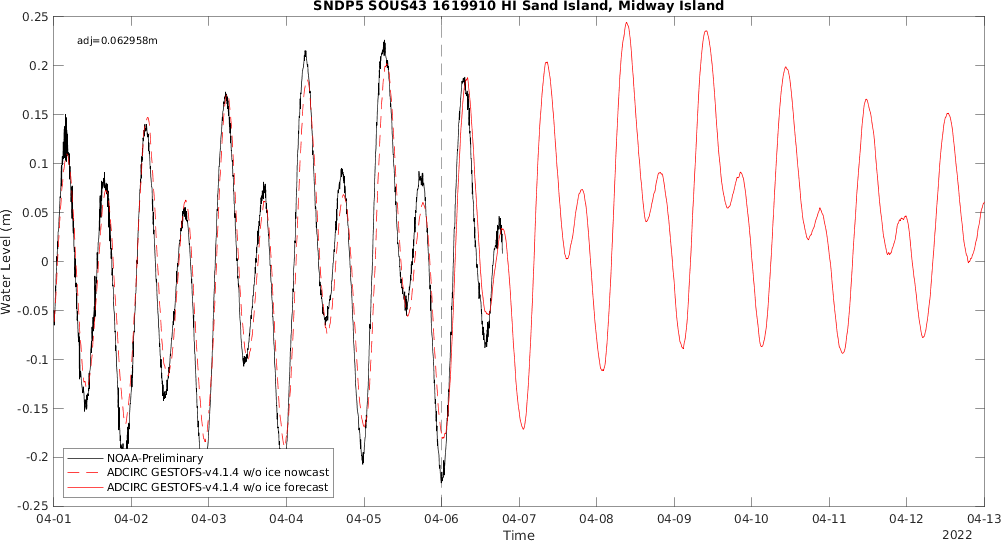 SNDP5 SOUS43 1619910 HI Sand Island, Midway Island
adj=0.062958m
Water Level (m)
0.25
0.2
0.15
0.1
0.05
0
-0.05
-0.1
-0.15
-0.2
-0.25
NOAA-Preliminary
ADCIRC GESTOFS-v4.1.4 w/o ice nowcast
ADCIRC GESTOFS-v4.1.4 w/o ice forecast
04-01 04-02 04-03 04-04 04-05 04-06 04-07 04-08 04-09 04-10 04-11 04-12 04-13
Time
2022